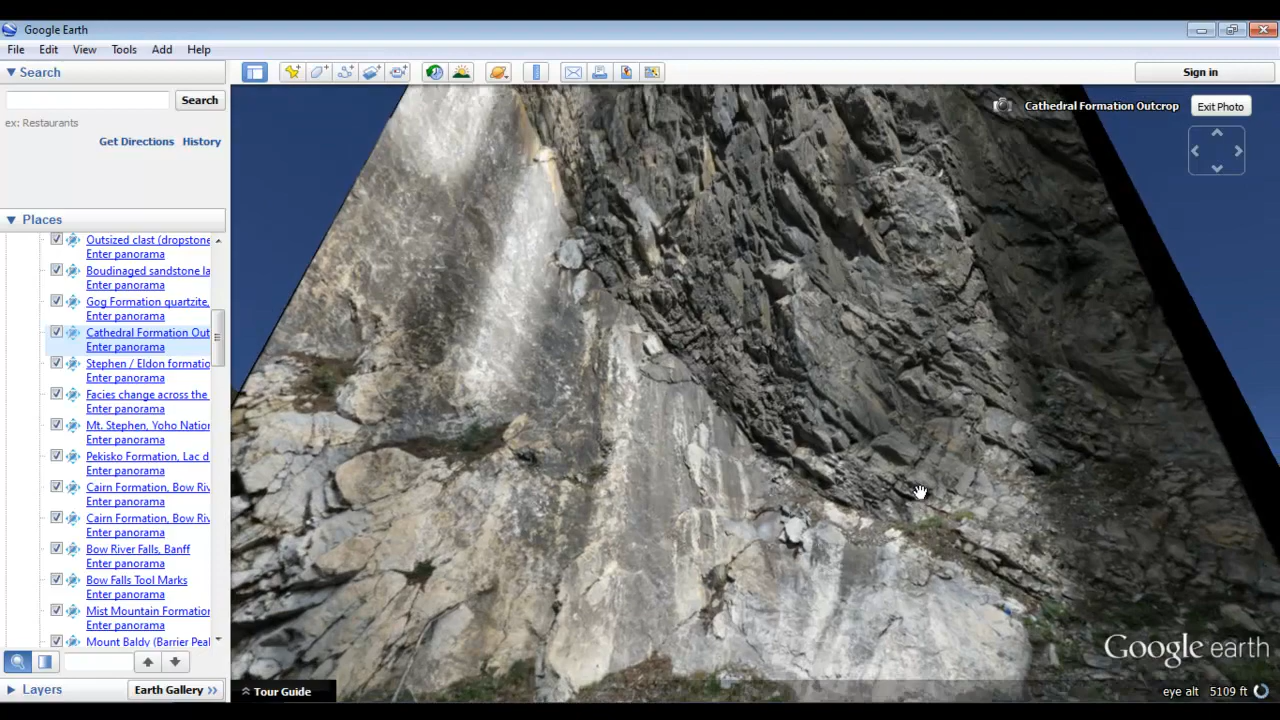 Google Earth
File Edit View Tools Add Help
Search
Sign in
Search
ex: Restaurants
Get Directions History
Places
Outsized clast (dropstone
Enter panorama
Boudinaged sandstone la
Enter panorama
Gog Formation quartzite,
Enter panorama
Cathedral Formation Out
Enter panorama
Stephen / Eldon formatio
Enter panorama
Facies change across the
Enter panorama
Mt. Stephen, Yoho Nation
Enter panorama
Pekisko Formation, Lac d
Enter panorama
Cairn Formation, Bow Riv
Enter panorama
Cairn Formation, Bow Riv
Enter panorama
Bow River Falls, Banff
Enter panorama
Bow Falls Tool Marks
Enter panorama
Mist Mountain Formation
Enter panorama
Mount Baldy (Barrier Peal
Layers
Earth Gallery >>
Cathedral Formation Outcrop
Exit Photo
Google earth
Tour Guide
eye alt 5109 ft